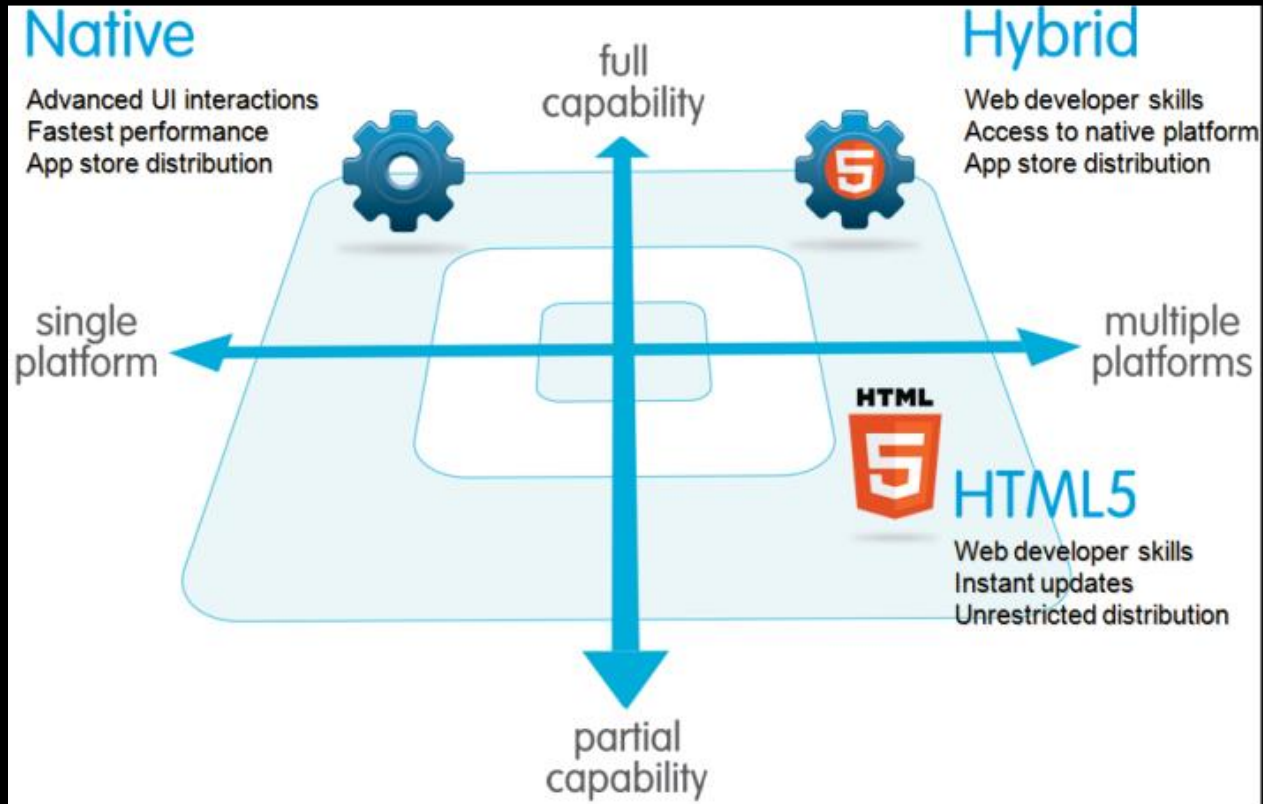 Native
Advanced UI interactions
Fastest performance
App store distribution
full
capability
Hybrid
Web developer skills
Access to native platform
App store distribution
5
single
platform
multiple
platforms
HTML
5
HTML5
Web developer skills
Instant updates
Unrestricted distribution
partial
capability